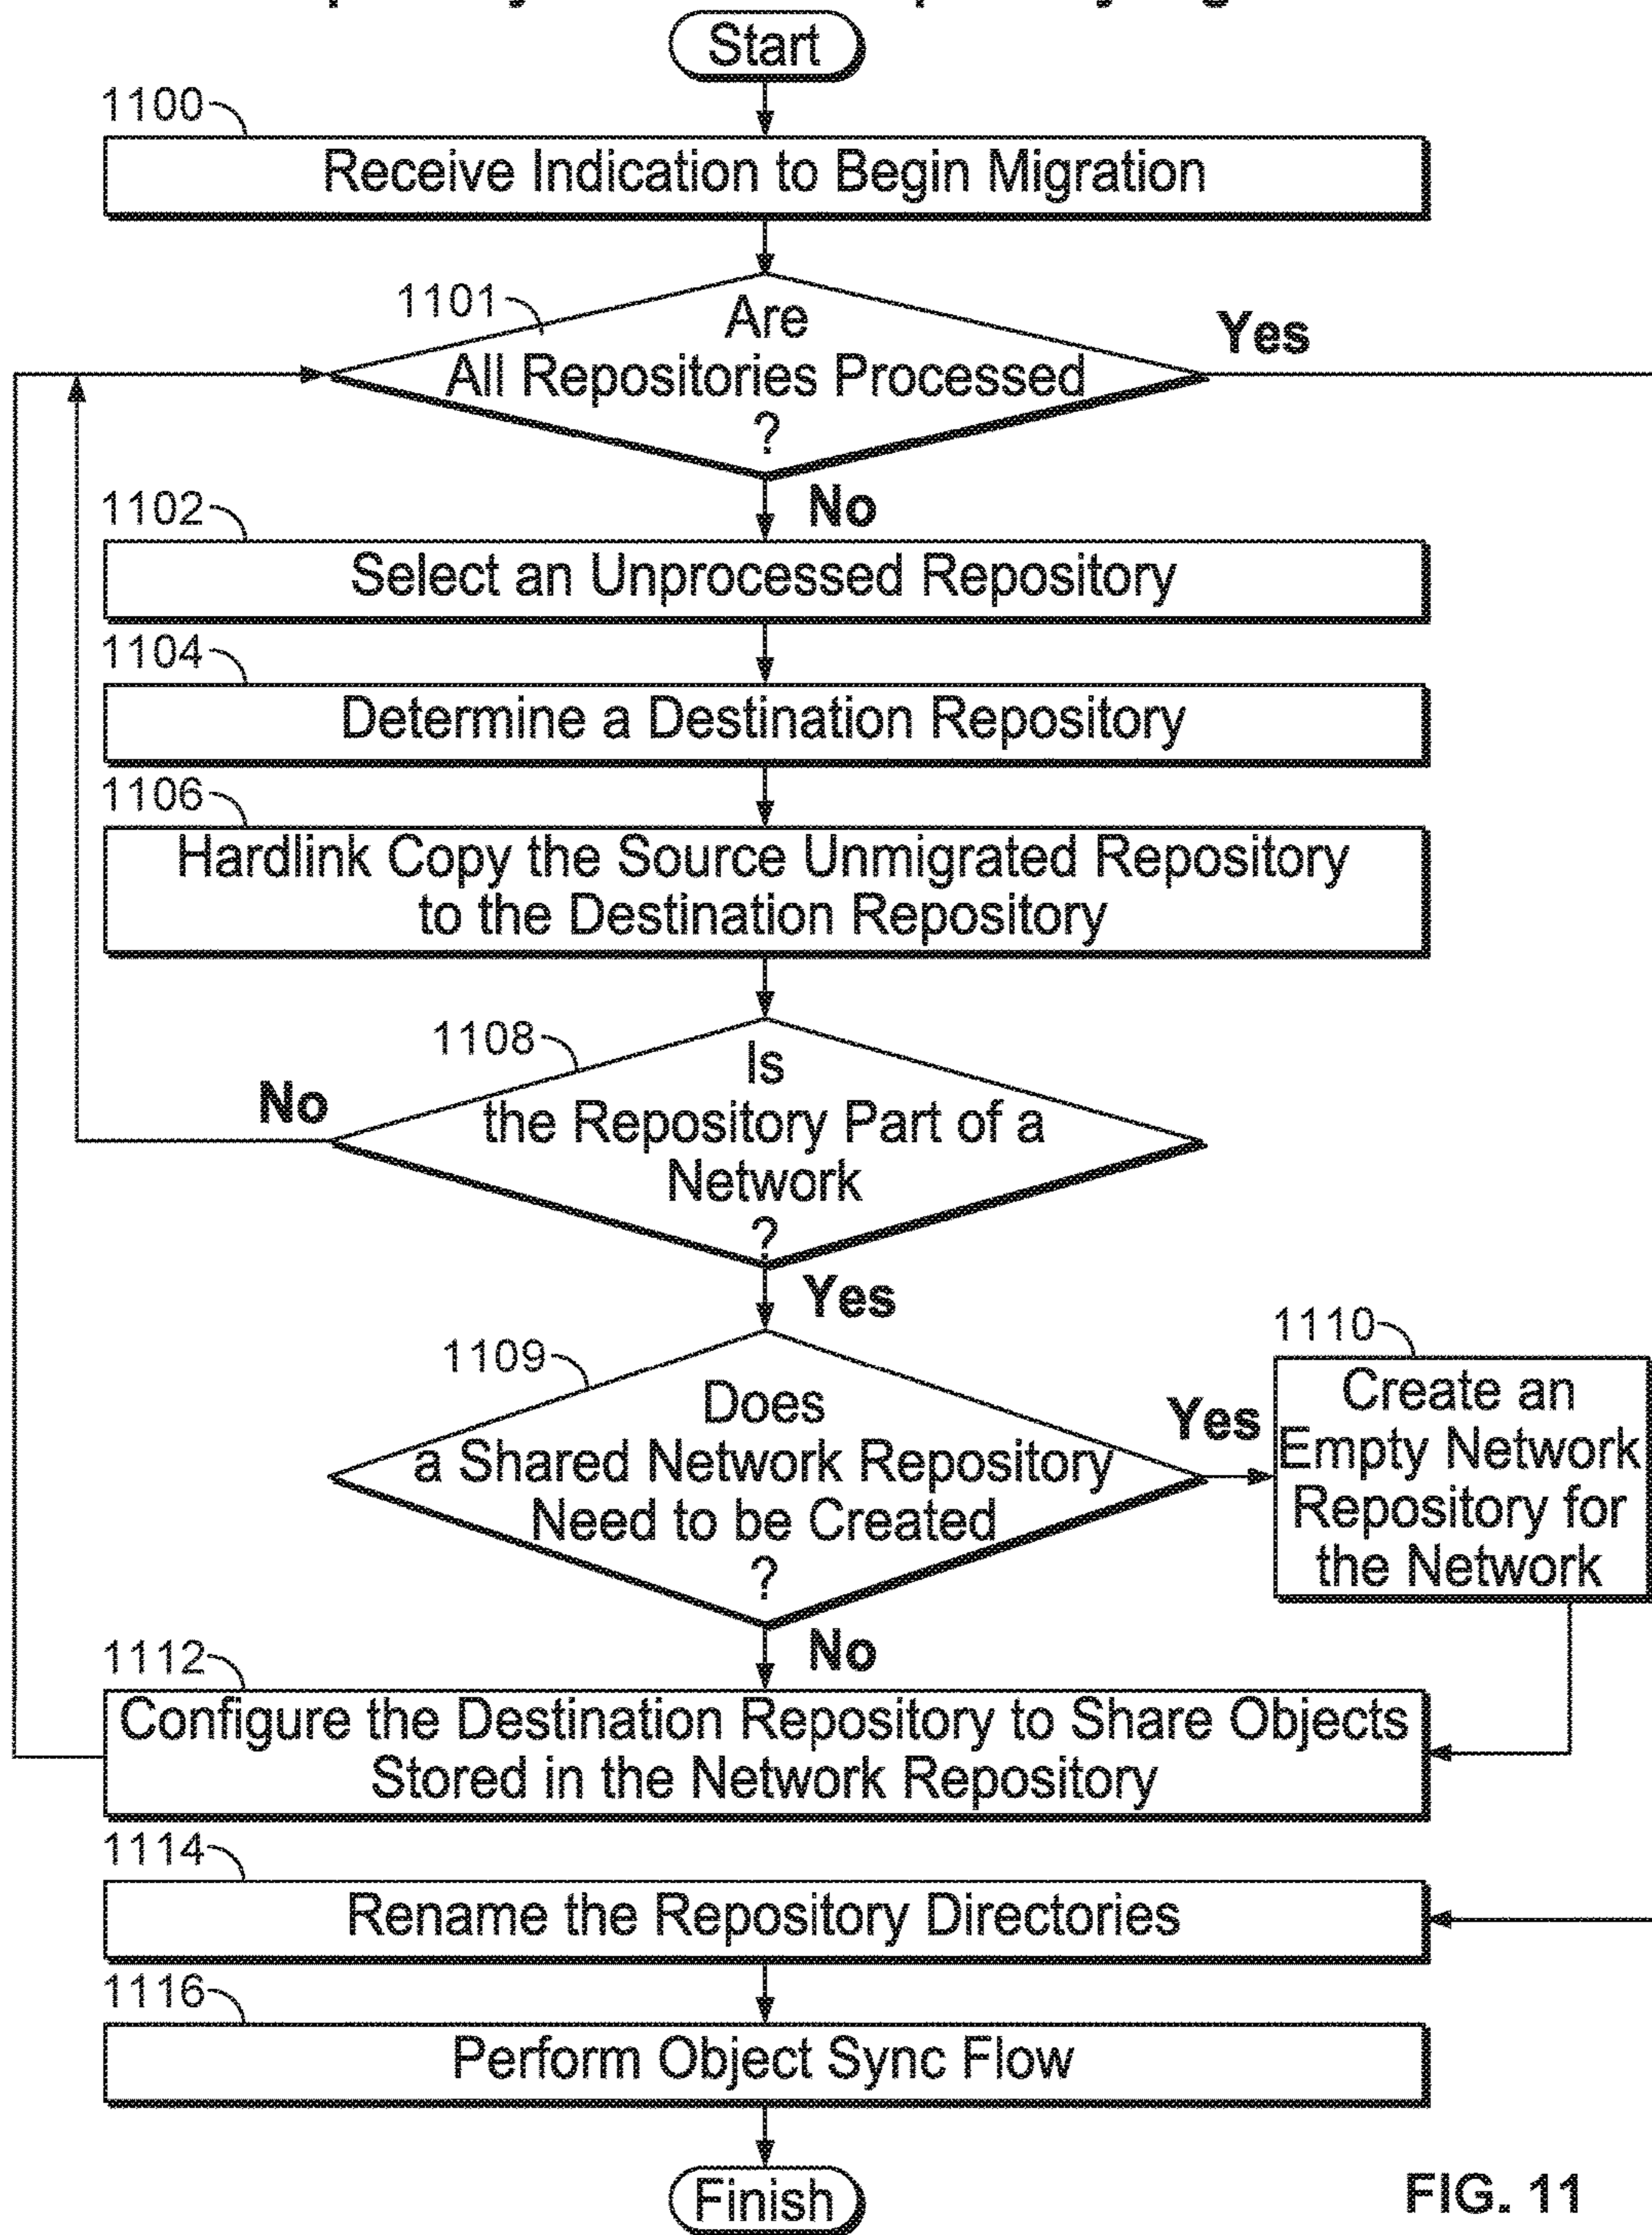 Start
1100
Receive Indication to Begin Migration
1101
Are
All Repositories Processed
?
Yes
No
1102
Select an Unprocessed Repository
1104
Determine a Destination Repository
1106
Hardlink Copy the Source Unmigrated Repository
to the Destination Repository
1108
Is
the Repository Part of a
Network
?
No
Yes
1109
Does
a Shared Network Repository
Need to be Created
?
Yes
No
1110
Create an
Empty Network
Repository for
the Network
1112
Configure the Destination Repository to Share Objects
Stored in the Network Repository
1114
Rename the Repository Directories
1116
Perform Object Sync Flow
Finish
FIG. 11